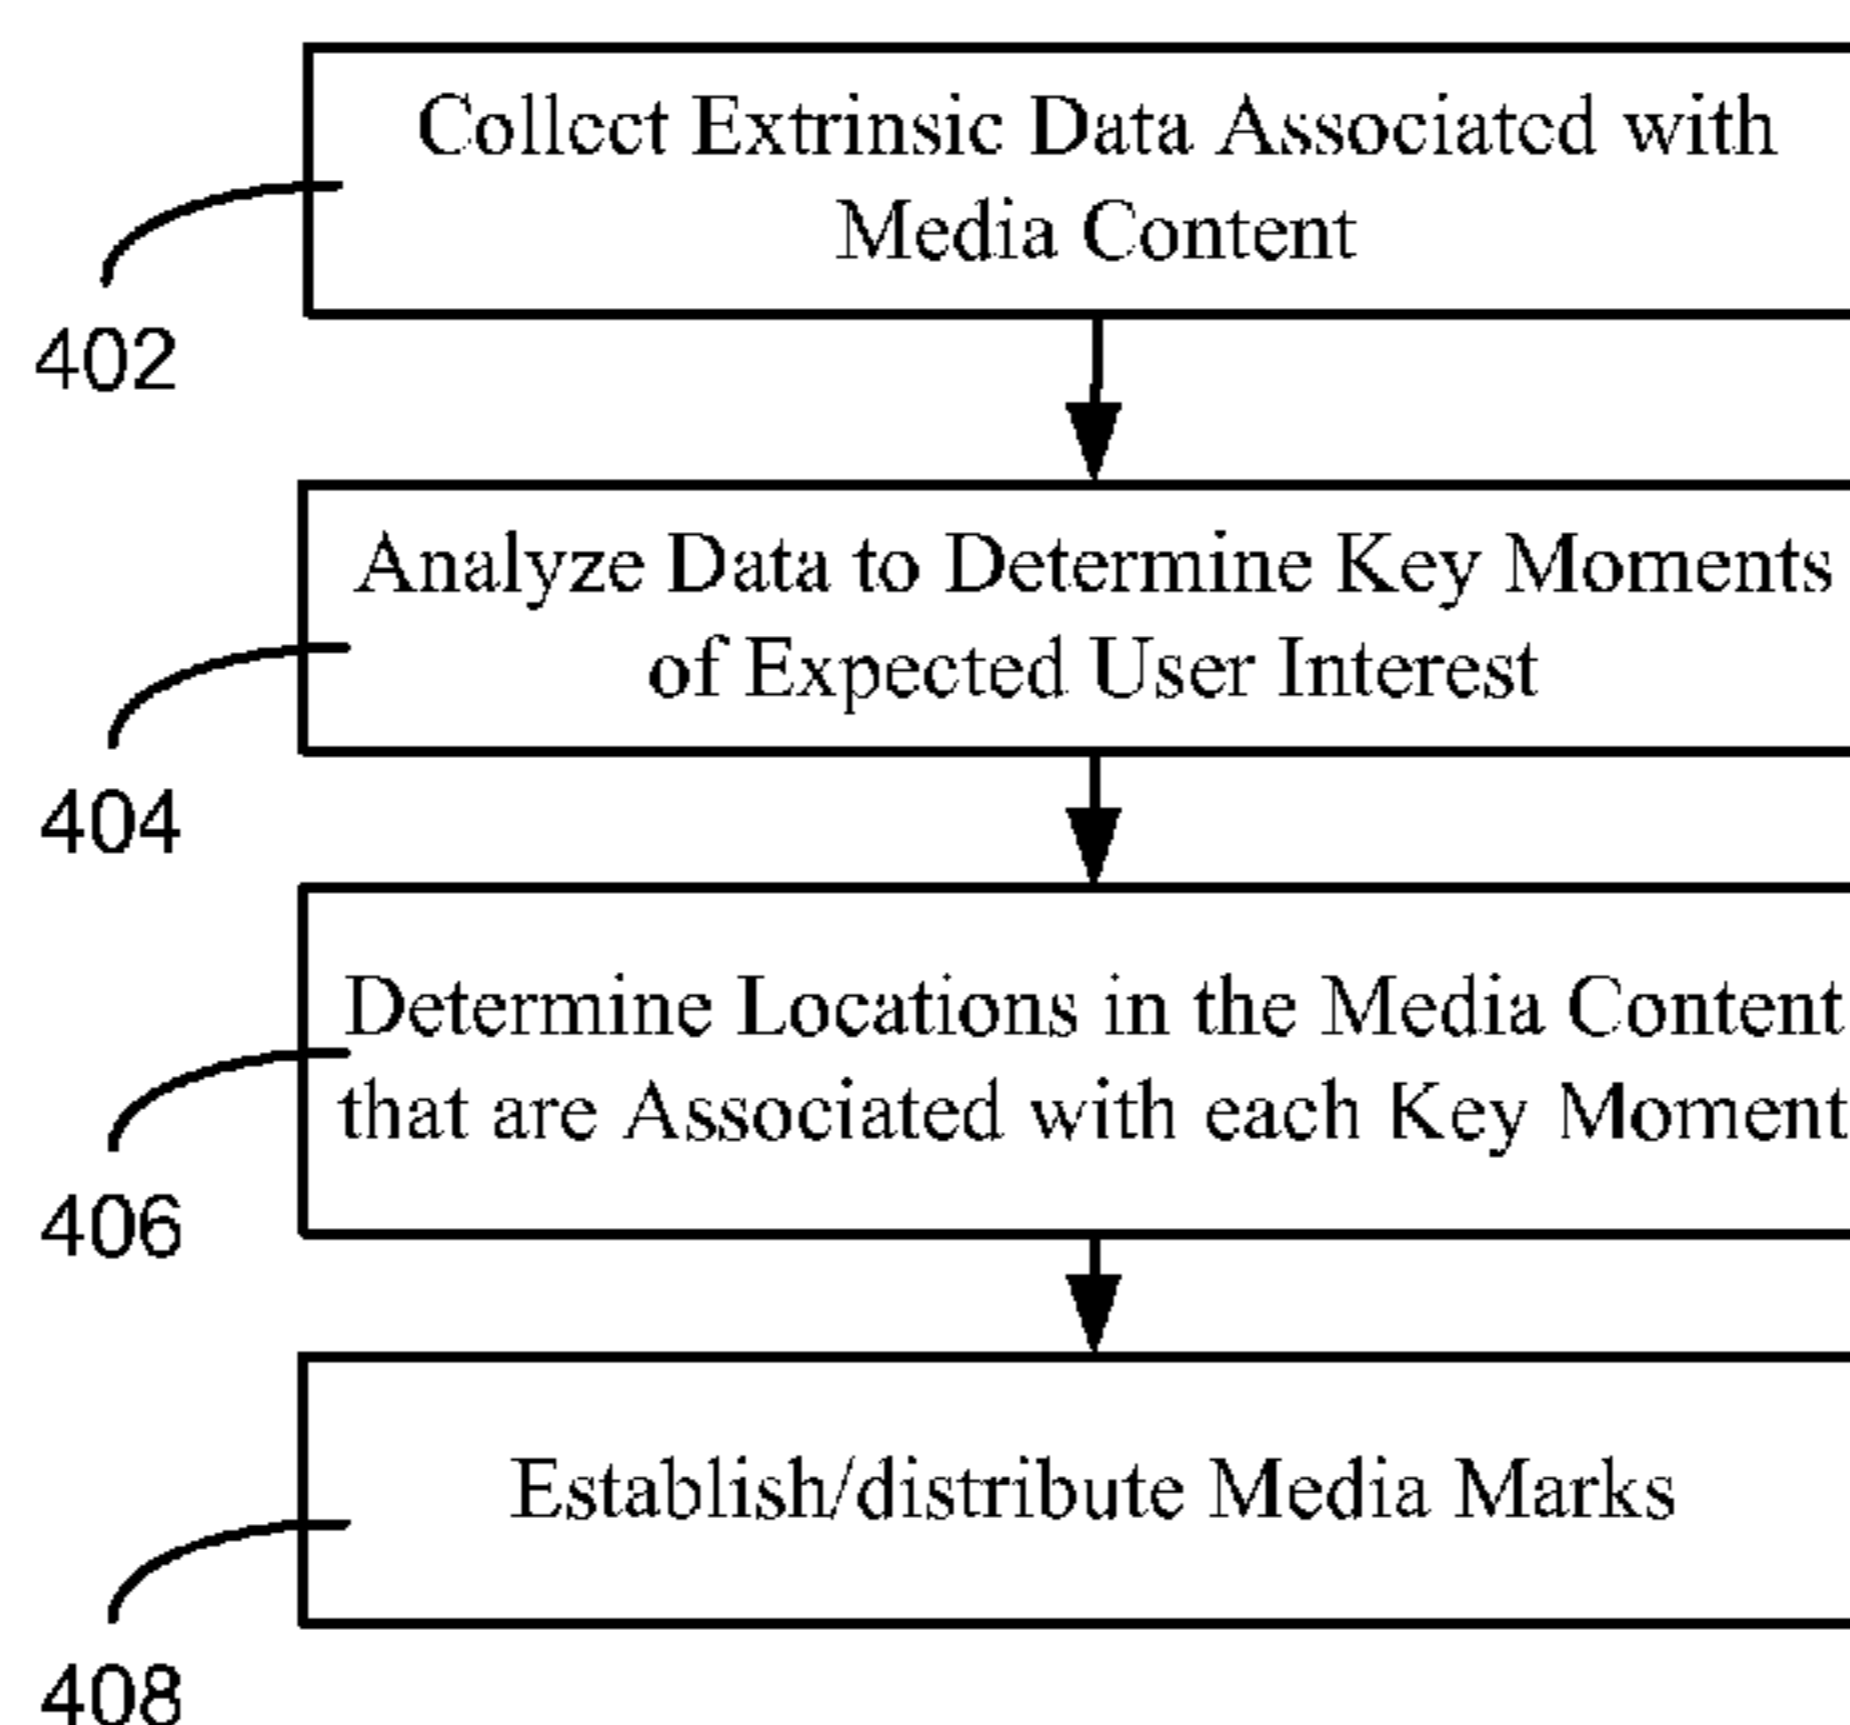 Collect Extrinsic Data Associated with
Media Content
402
Analyze Data to Determine Key Moments
of Expected User Interest
404
Determine Locations in the Media Content
that are Associated with each Key Moment
406
Establish/distribute Media Marks
408